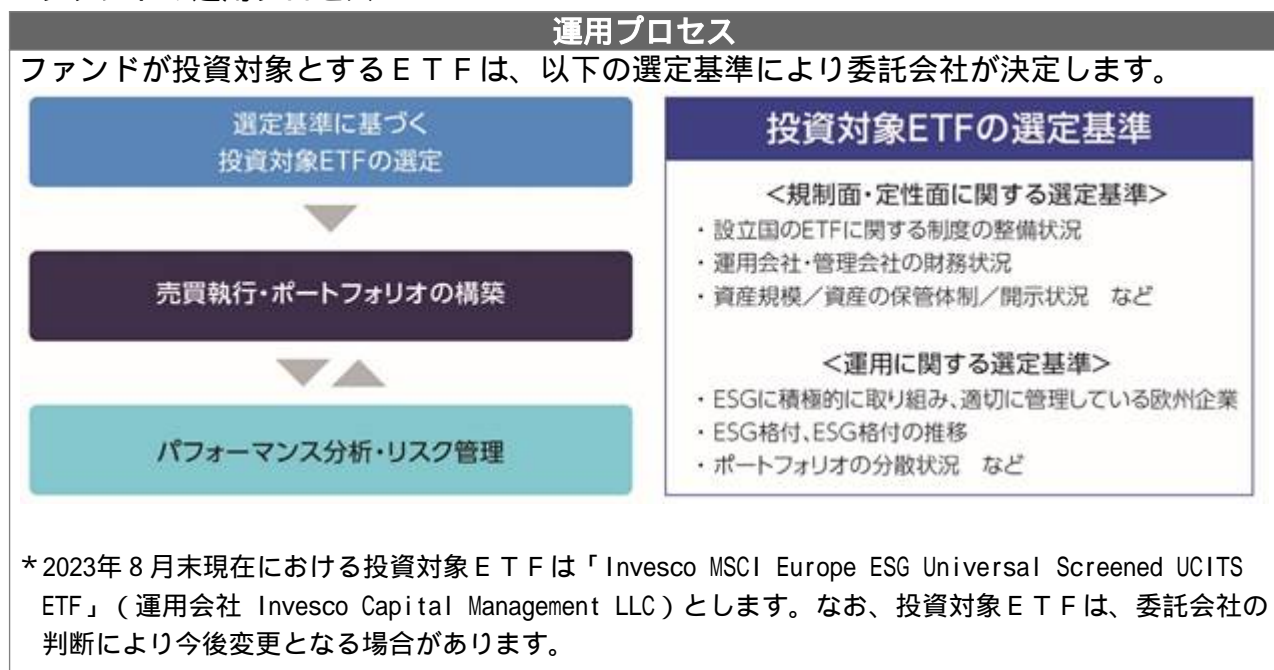 運用プロセス
ファンドが投資対象とするＥＴＦは、以下の選定基準により委託会社が決定します。
選定基準に基づく
投資対象ETFの選定
売買執行・ポートフォリオの構築
パフォーマンス分析・リスク管理
投資対象ETFの選定基準
＜規制面・定性面に関する選定基準＞
・設立国のETFに関する制度の整備状況
・運用会社・管理会社の財務状況
・資産規模／資産の保管体制／開示状況　など
＜運用に関する選定基準＞
・ESGに積極的に取り組み、適切に管理している欧州企業
・ESG格付、ESG格付の推移
・ポートフォリオの分散状況　など
＊2023年８月末現在における投資対象ＥＴＦは「Invesco MSCI Europe ESG Universal Screened UCITS
ETF」（運用会社 Invesco Capital Management LLC）とします。なお、投資対象ＥＴＦは、委託会社の
判断により今後変更となる場合があります。